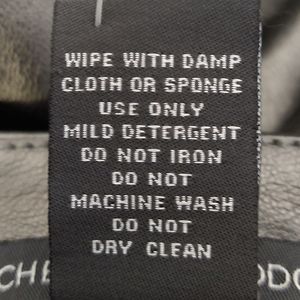 WIPE WITH DAMP
CLOTH OR SPONGE
USE ONLY
MILD DETERGENT
DO NOT IRON
DO NOT
MACHINE WASH
DO NOT
DRY CLEAN